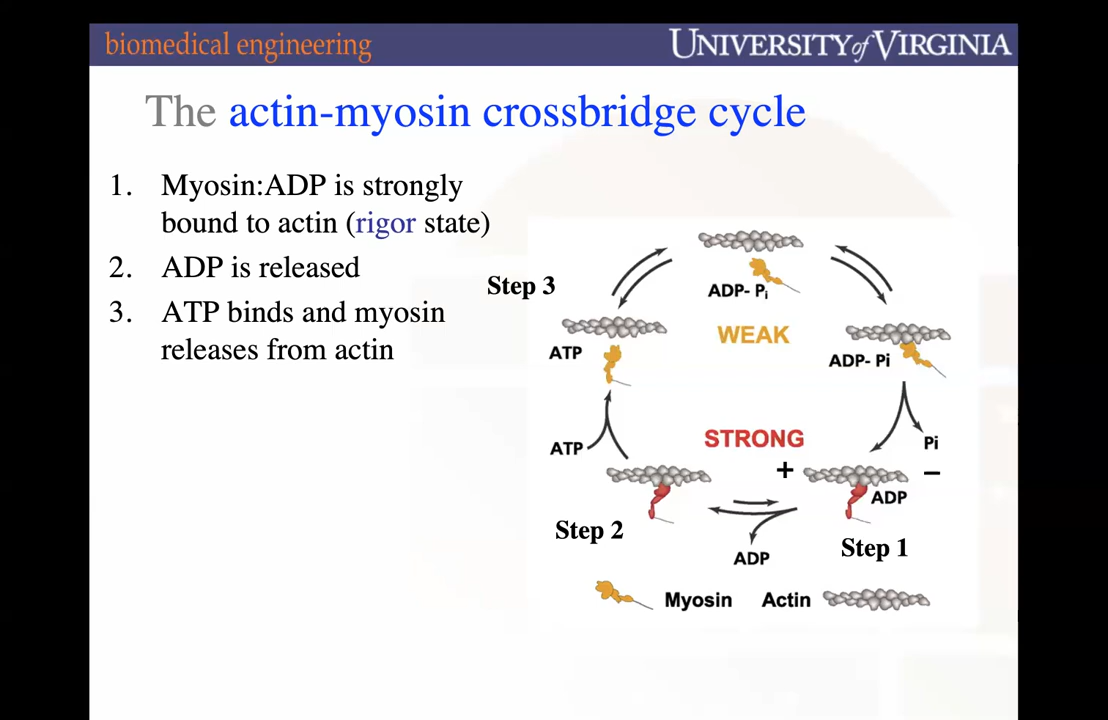 biomedical engineering
UNIVERSITY of VIRGINIA
The actin-myosin crossbridge cycle
1. Myosin:ADP is strongly
bound to actin (rigor state)
2. ADP is released
3. ATP binds and myosin
releases from actin
Step 3
ADP- Pi
WEAK
ATP
ADP- Pi
STRONG
Pi
ATP
+
–
ADP
Step 2
Step 1
ADP
Myosin
Actin